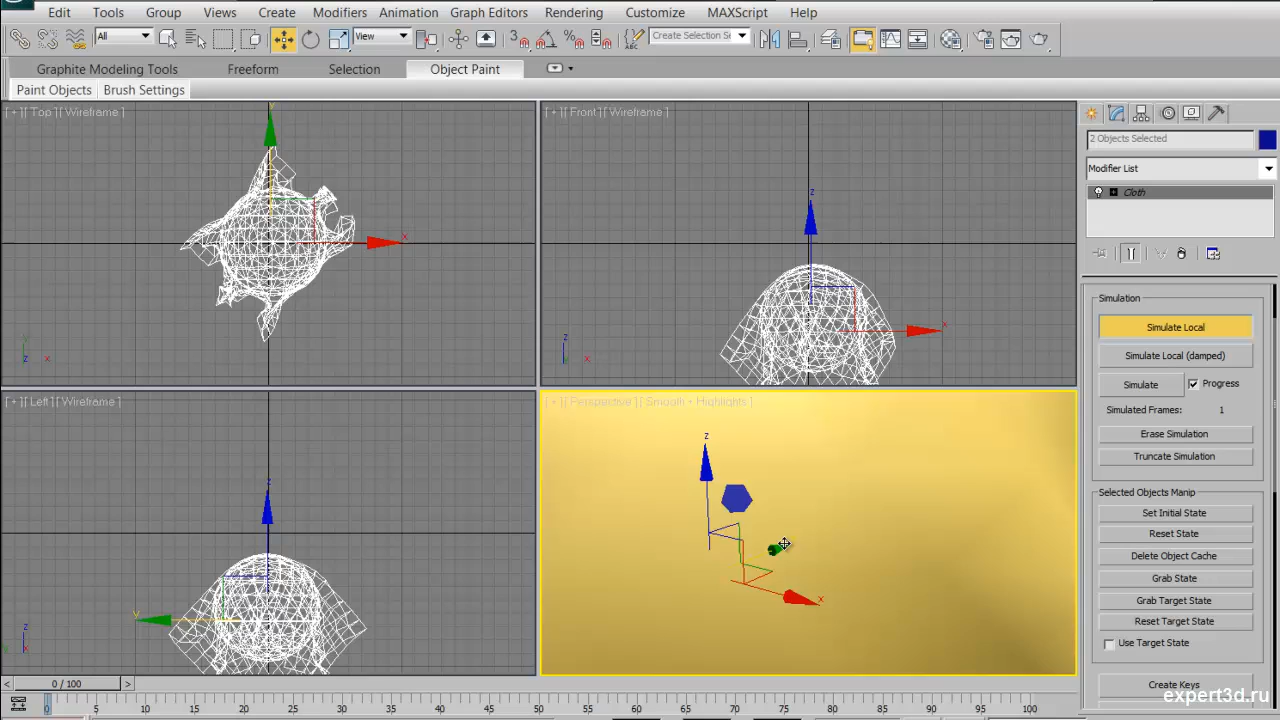 Edit Tools Group Views Create Modifiers Animation Graph Editors Rendering Customize MAXScript Help
All View 3 Create Selection Se
Graphite Modeling Tools Freeform Selection Object Paint
Paint Objects Brush Settings
[ + ][ Top ][ Wireframe ]
y
x
z x
[ + ][ Front ][ Wireframe ]
z
x
z
x
[ + ][ Left ][ Wireframe ]
z
y
z
[ + ][ Perspective ][ Smooth + Highlights ]
z
x
2 Objects Selected
Modifier List
Cloth
Simulation
Simulate Local
Simulate Local (damped)
Simulate Progress
Simulated Frames: 1
Erase Simulation
Truncate Simulation
Selected Objects Manip
Set Initial State
Reset State
Delete Object Cache
Grab State
Grab Target State
Reset Target State
Use Target State
Create Keys
expert3d.ru
< 0 / 100 >
0 5 10 15 20 25 30 35 40 45 50 55 60 65 70 75 80 85 90 95 100